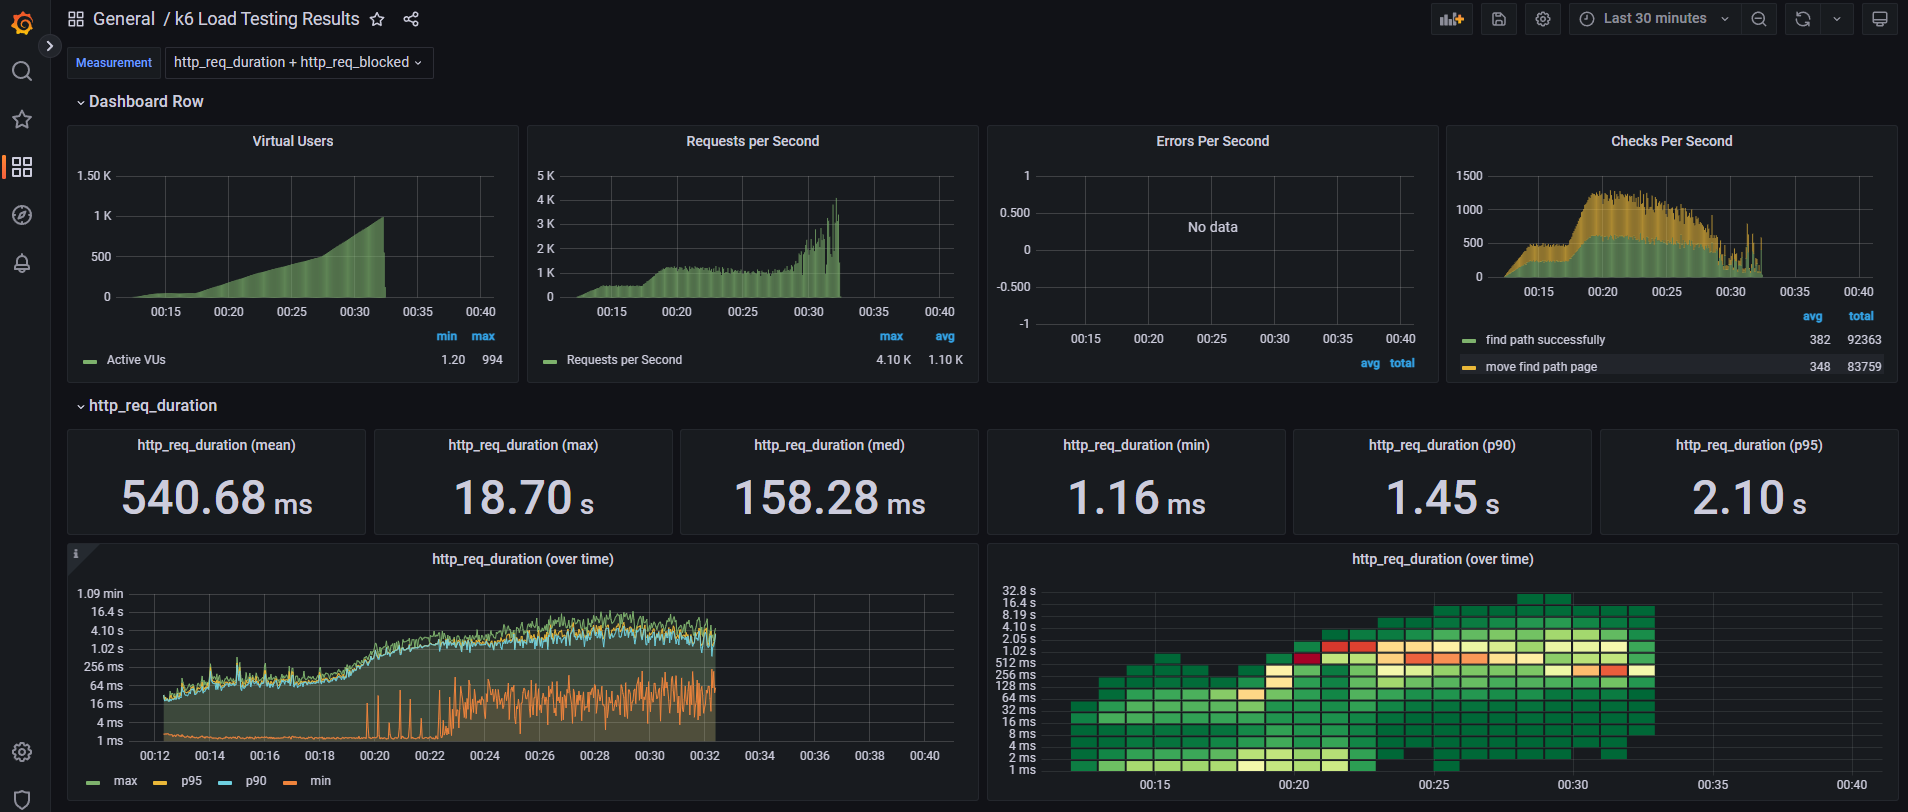 General / k6 Load Testing Results
Last 30 minutes
Measurement
http_req_duration + http_req_blocked
Dashboard Row
Virtual Users
1.50 K
1 K
500
0
00:15 00:20 00:25 00:30 00:35 00:40
min max
Active VUs 1.20 994
Requests per Second
5 K
4 K
3 K
2 K
1 K
0
00:15 00:20 00:25 00:30 00:35 00:40
max avg
Requests per Second 4.10 K 1.10 K
Errors Per Second
1
0.500
0
-0.500
-1
No data
00:15 00:20 00:25 00:30 00:35 00:40
avg total
Checks Per Second
1500
1000
500
0
00:15 00:20 00:25 00:30 00:35 00:40
avg total
find path successfully 382 92363
move find path page 348 83759
http_req_duration
http_req_duration (mean)
540.68 ms
http_req_duration (max)
18.70 s
http_req_duration (med)
158.28 ms
http_req_duration (min)
1.16 ms
http_req_duration (p90)
1.45 s
http_req_duration (p95)
2.10 s
i
http_req_duration (over time)
1.09 min
16.4 s
4.10 s
1.02 s
256 ms
64 ms
16 ms
4 ms
1 ms
00:12 00:14 00:16 00:18 00:20 00:22 00:24 00:26 00:28 00:30 00:32 00:34 00:36 00:38 00:40
max p95 p90 min
http_req_duration (over time)
32.8 s
16.4 s
8.19 s
4.10 s
2.05 s
1.02 s
512 ms
256 ms
128 ms
64 ms
32 ms
16 ms
8 ms
4 ms
2 ms
1 ms
00:15 00:20 00:25 00:30 00:35 00:40